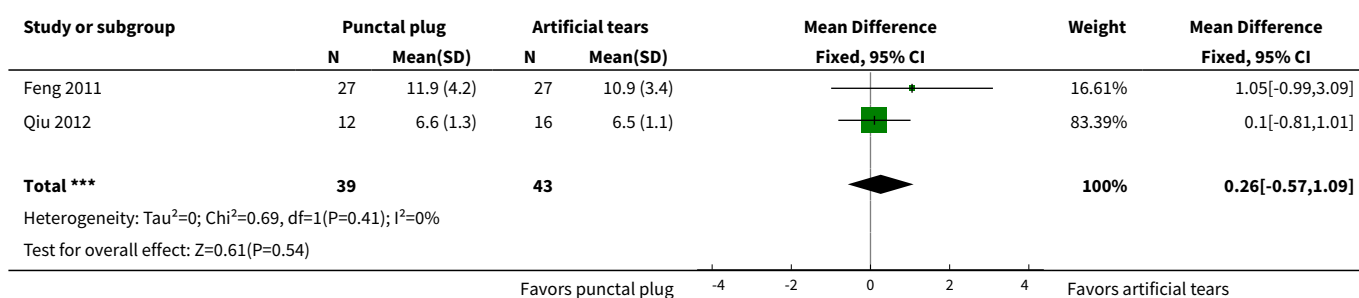 Study or subgroup Punctal plug Artificial tears Mean Difference Weight Mean Difference
N Mean(SD) N Mean(SD) Fixed, 95% CI Fixed, 95% CI
Feng 2011 27 11.9 (4.2) 27 10.9 (3.4) 16.61% 1.05[-0.99,3.09]
Qiu 2012 12 6.6 (1.3) 16 6.5 (1.1) 83.39% 0.1[-0.81,1.01]
Total *** 39 43 100% 0.26[-0.57,1.09]
Heterogeneity: Tau²=0; Chi²=0.69, df=1(P=0.41); I²=0%
Test for overall effect: Z=0.61(P=0.54)
Favors punctal plug -4 -2 0 2 4 Favors artificial tears